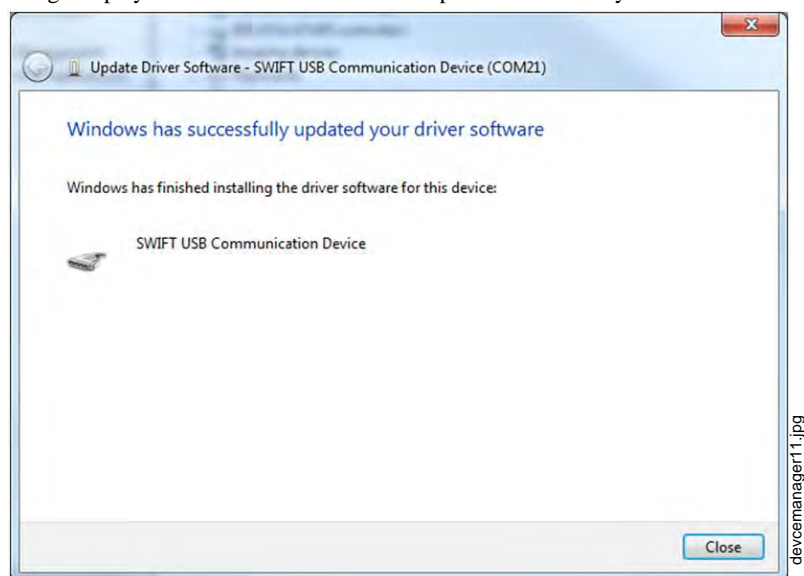 Update Driver Software - SWIFT USB Communication Device (COM21)
Windows has successfully updated your driver software
Windows has finished installing the driver software for this device:
SWIFT USB Communication Device
Close
devcemanager11.jpg